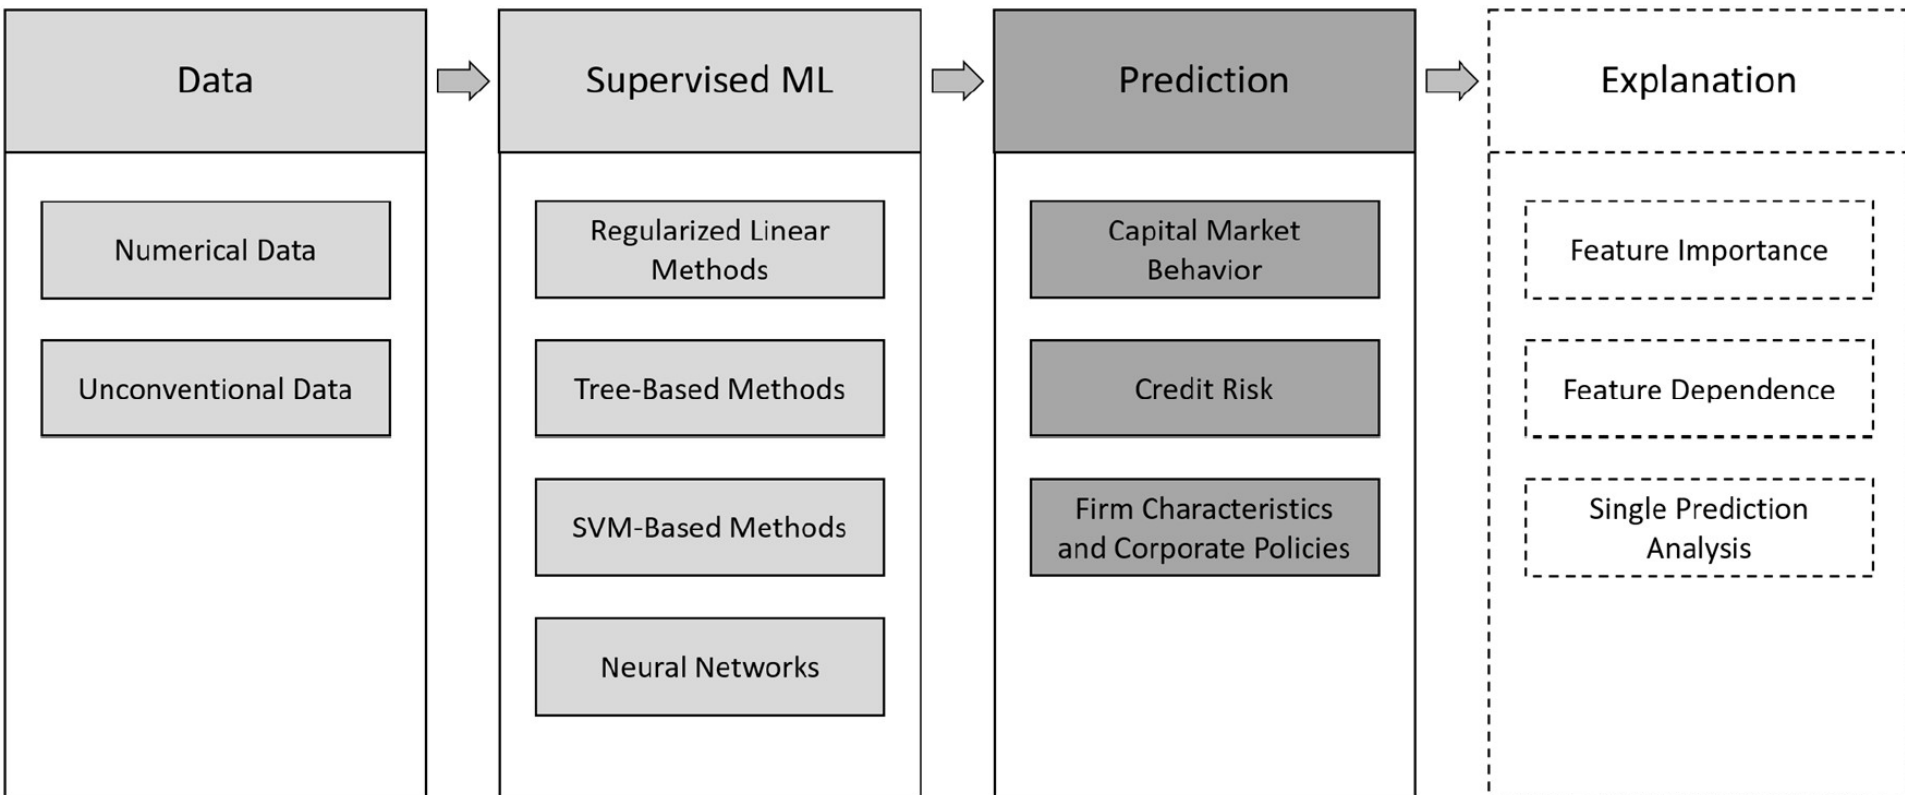 Data
Supervised ML
Prediction
Explanation
Numerical Data
Unconventional Data
Regularized Linear
Methods
Tree-Based Methods
SVM-Based Methods
Neural Networks
Capital Market
Behavior
Credit Risk
Firm Characteristics
and Corporate Policies
Feature Importance
Feature Dependence
Single Prediction
Analysis